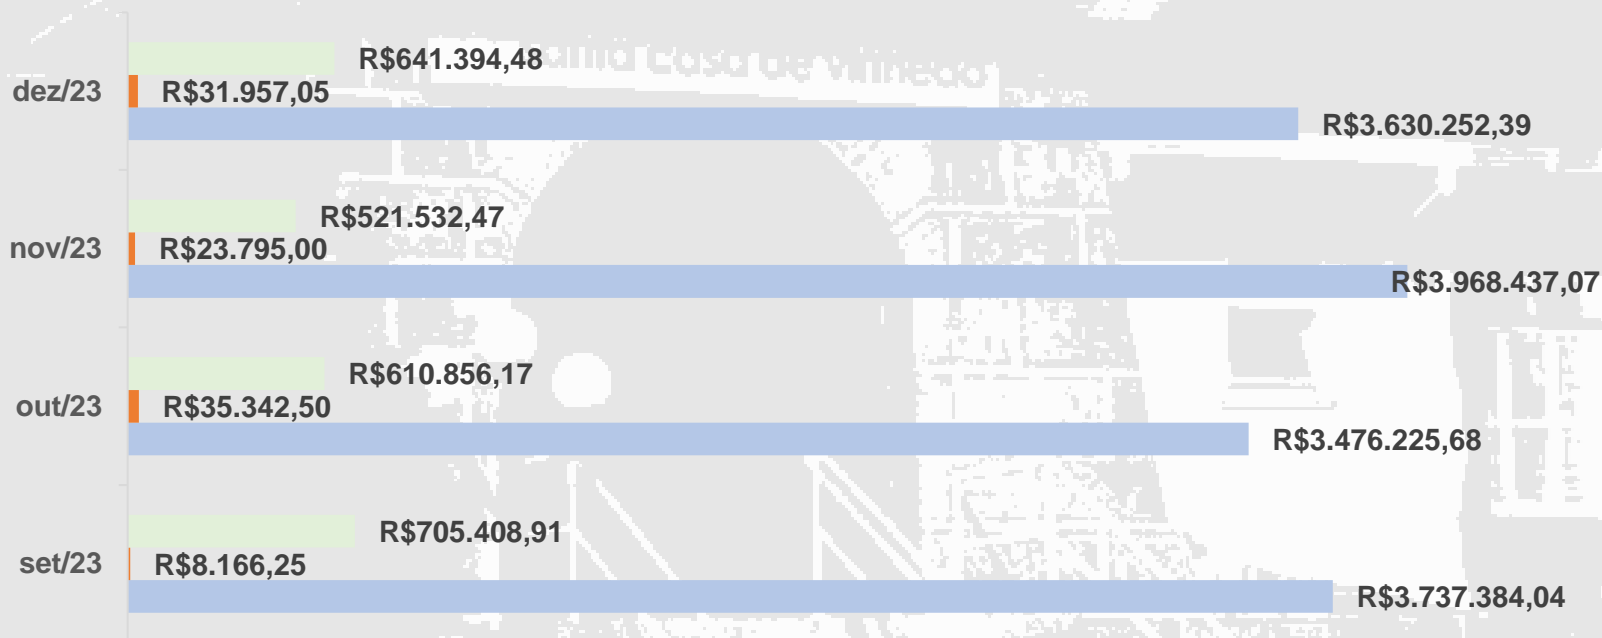 R$641.394,48
dez/23
R$31.957,05
R$3.630.252,39
R$521.532,47
nov/23
R$23.795,00
R$3.968.437,07
R$610.856,17
out/23
R$35.342,50
R$3.476.225,68
R$705.408,91
set/23
R$8.166,25
R$3.737.384,04